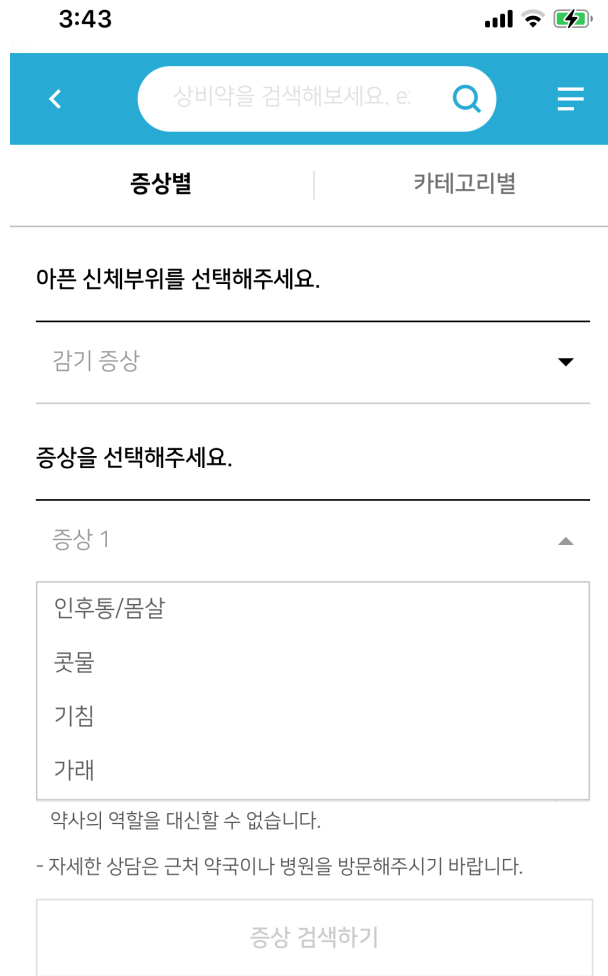 3:43
상비약을 검색해보세요. e:
증상별
카테고리별
아픈 신체부위를 선택해주세요.
감기 증상
증상을 선택해주세요.
증상 1
인후통/몸살
콧물
기침
가래
약사의 역할을 대신할 수 없습니다.
- 자세한 상담은 근처 약국이나 병원을 방문해주시기 바랍니다.
증상 검색하기